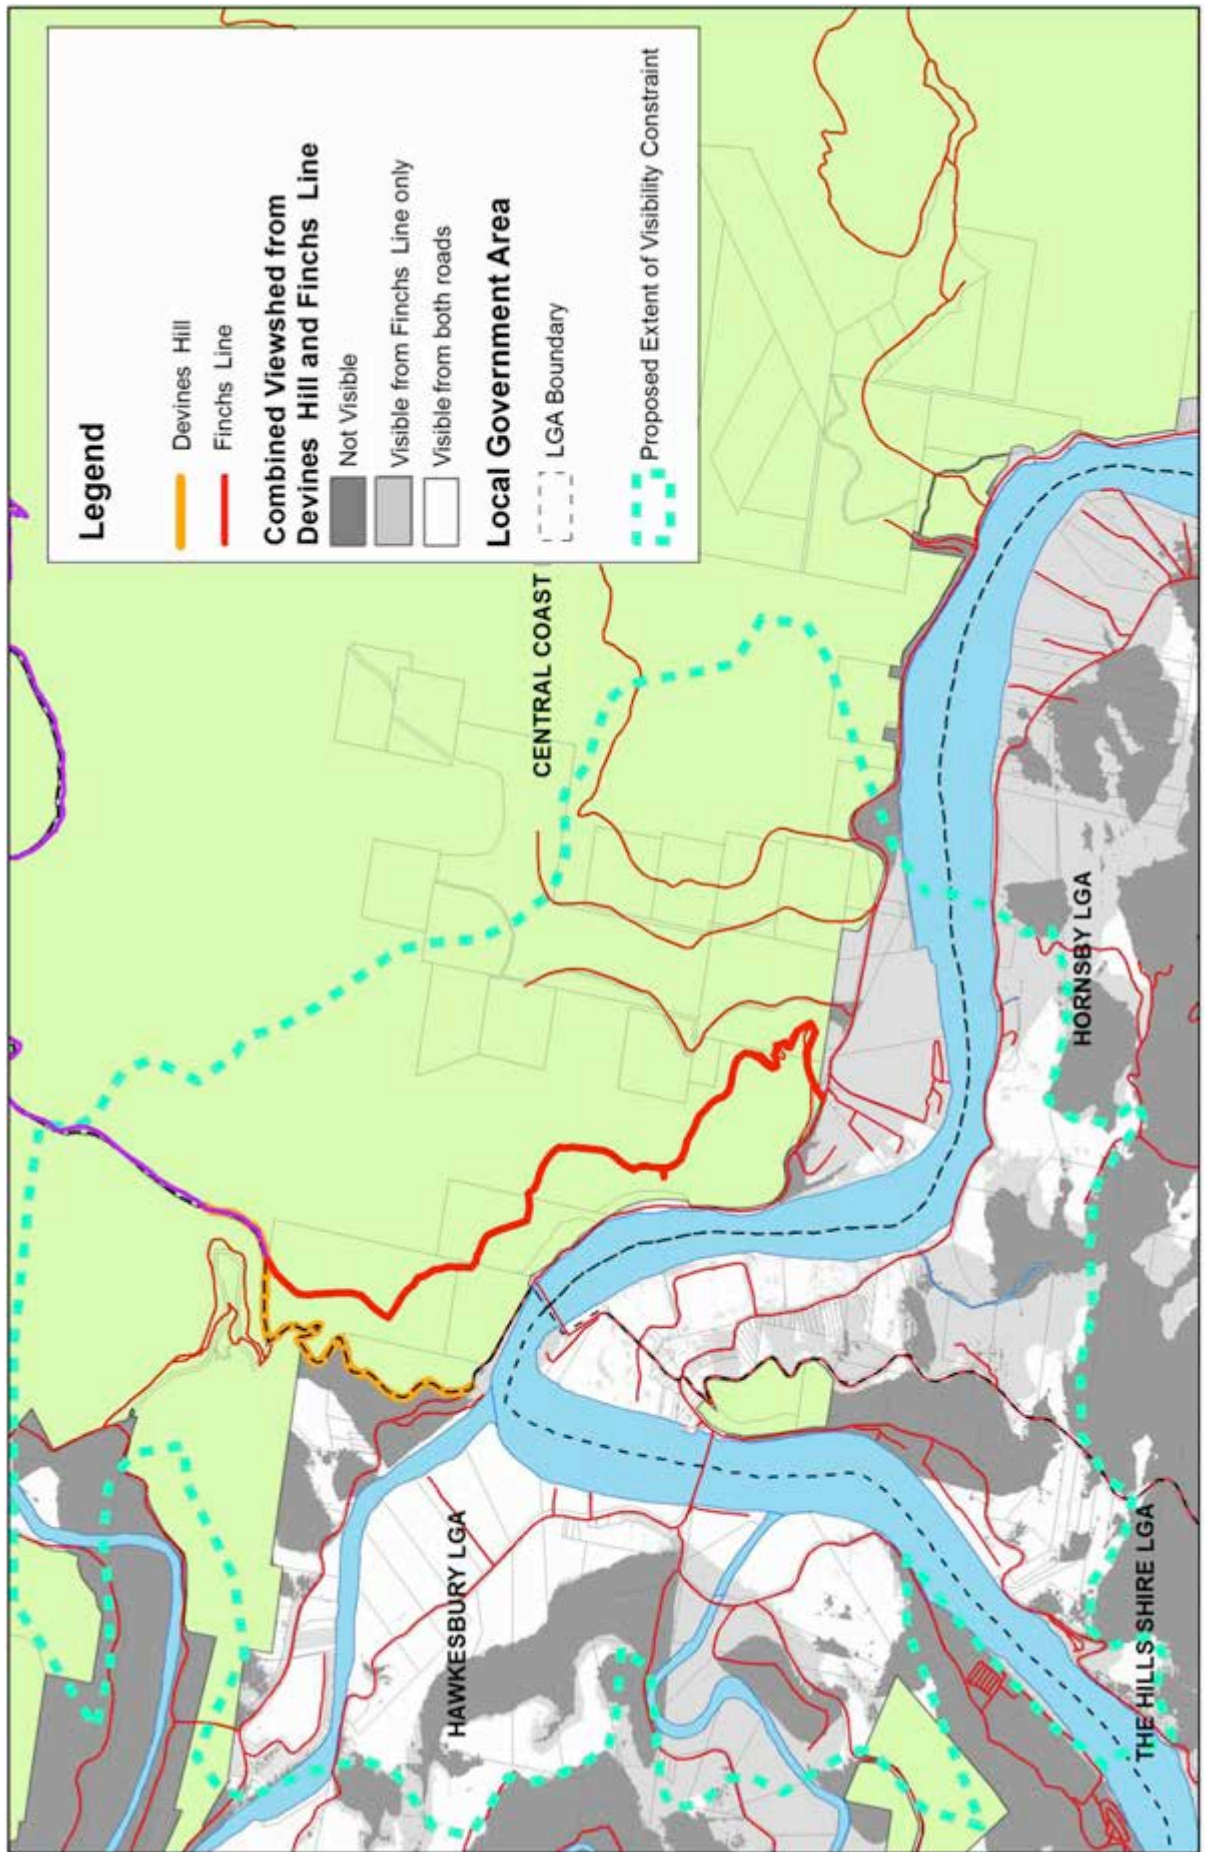 Legend
Devines Hill
Finchs Line
Combined Viewshed from
Devines Hill and Finchs Line
Not Visible
Visible from Finchs Line only
Visible from both roads
Local Government Area
LGA Boundary
Proposed Extent of Visibility Constraint
CENTRAL COAST
HAWKESBURY LGA
HORNSBY LGA
THE HILLS SHIRE LGA